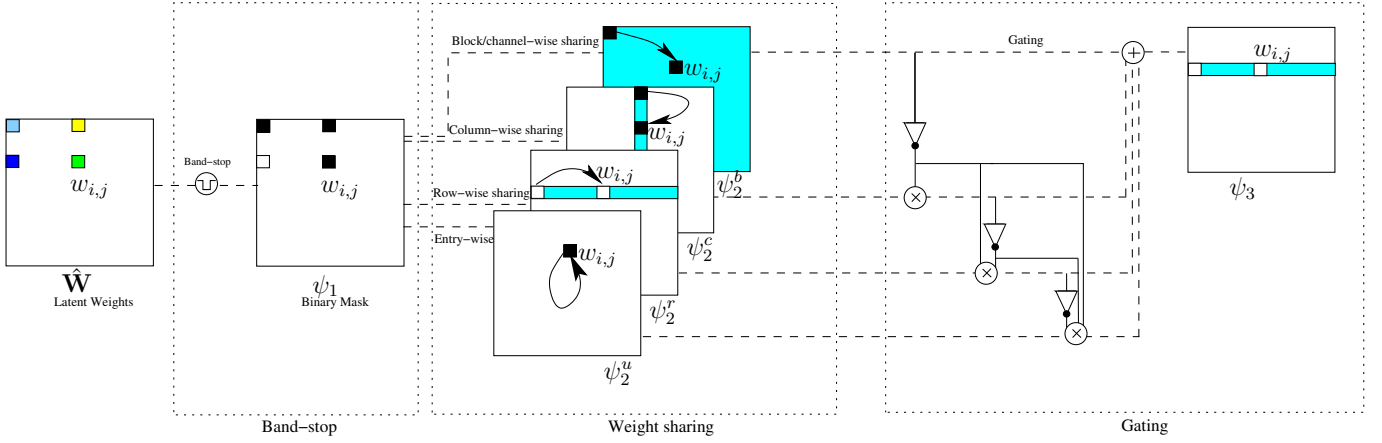 Block/channel−wise sharing
Gating
w_{i,j}
w_{i,j}
Column−wise sharing
w_{i,j}
Band−stop
w_{i,j}
w_{i,j}
w_{i,j}
ψ_2^b
ψ_3
Row−wise sharing
Entry−wise
w_{i,j}
ψ_2^c
Ŵ
ψ_1
Latent Weights
Binary Mask
ψ_2^r
ψ_2^u
Band−stop
Weight sharing
Gating